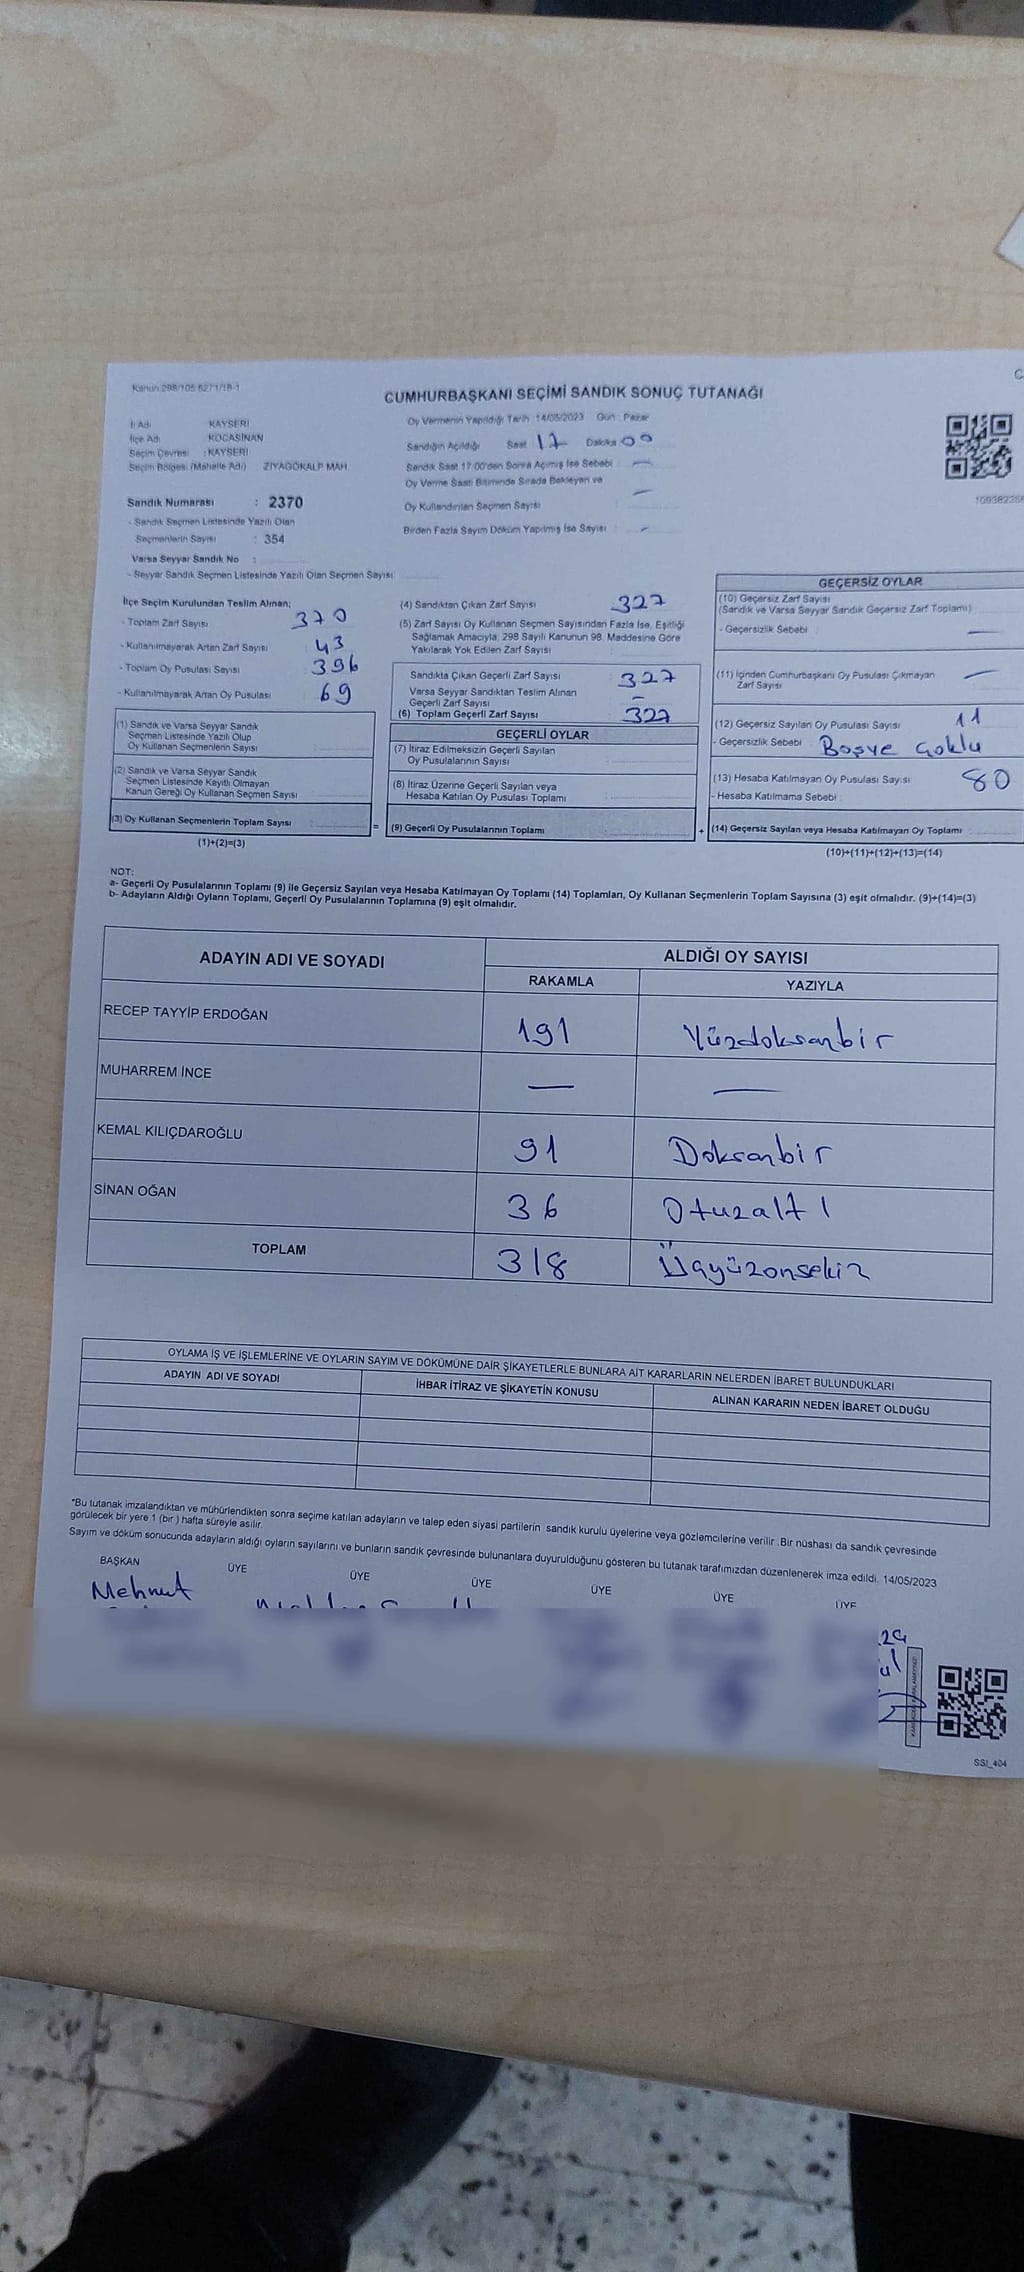 Kanun:298/105 6271/18-1
CUMHURBAŞKANI SEÇİMİ SANDIK SONUÇ TUTANAĞI
İl Adı : KAYSERİ
İlçe Adı KOCASİNAN
Seçim Çevresi : KAYSERİ
Seçim Bölgesi (Mahalle Adı) ZİYAGÖKALP MAH.
Sandık Numarası : 2370
- Sandık Seçmen Listesinde Yazılı Olan
Seçmenlerin Sayısı : 354
Varsa Seyyar Sandık No :
- Seyyar Sandık Seçmen Listesinde Yazılı Olan Seçmen Sayısı
Oy Vermenin Yapıldığı Tarih :14/05/2023 Gün : Pazar
Sandığın Açıldığı Saat 17 Dakika 00
Sandık Saat 17:00'den Sonra Açılmış İse Sebebi : —
Oy Verme Saati Bitiminde Sırada Bekleyen ve
Oy Kullandırılan Seçmen Sayısı —
Birden Fazla Sayım Döküm Yapılmış İse Sayısı : -
İlçe Seçim Kurulundan Teslim Alınan;
- Toplam Zarf Sayısı 370
- Kullanılmayarak Artan Zarf Sayısı 43
- Toplam Oy Pusulası Sayısı 396
- Kullanılmayarak Artan Oy Pusulası 69
(1) Sandık ve Varsa Seyyar Sandık
Seçmen Listesinde Yazılı Olup
Oy Kullanan Seçmenlerin Sayısı
(2) Sandık ve Varsa Seyyar Sandık
Seçmen Listesinde Kayıtlı Olmayan
Kanun Gereği Oy Kullanan Seçmen Sayısı
(3) Oy Kullanan Seçmenlerin Toplam Sayısı =
(1)+(2)=(3)
(4) Sandıktan Çıkan Zarf Sayısı 327
(5) Zarf Sayısı Oy Kullanan Seçmen Sayısından Fazla İse, Eşitliği
Sağlamak Amacıyla, 298 Sayılı Kanunun 98. Maddesine Göre
Yakılarak Yok Edilen Zarf Sayısı
Sandıkta Çıkan Geçerli Zarf Sayısı : 327
Varsa Seyyar Sandıktan Teslim Alınan
Geçerli Zarf Sayısı —
(6) Toplam Geçerli Zarf Sayısı : 327
GEÇERLİ OYLAR
(7) İtiraz Edilmeksizin Geçerli Sayılan
Oy Pusulalarının Sayısı
(8) İtiraz Üzerine Geçerli Sayılan veya
Hesaba Katılan Oy Pusulası Toplamı
(9) Geçerli Oy Pusulalarının Toplamı +
GEÇERSİZ OYLAR
(10) Geçersiz Zarf Sayısı
(Sandık ve Varsa Seyyar Sandık Geçersiz Zarf Toplamı)
- Geçersizlik Sebebi —
(11) İçinden Cumhurbaşkanı Oy Pusulası Çıkmayan
Zarf Sayısı —
(12) Geçersiz Sayılan Oy Pusulası Sayısı 11
- Geçersizlik Sebebi Boşve Çoklu
(13) Hesaba Katılmayan Oy Pusulası Sayısı 80
- Hesaba Katılmama Sebebi
(14) Geçersiz Sayılan veya Hesaba Katılmayan Oy Toplamı
(10)+(11)+(12)+(13)=(14)
NOT:
a- Geçerli Oy Pusulalarının Toplamı (9) ile Geçersiz Sayılan veya Hesaba Katılmayan Oy Toplamı (14) Toplamları, Oy Kullanan Seçmenlerin Toplam Sayısına (3) eşit olmalıdır. (9)+(14)=(3)
b- Adayların Aldığı Oyların Toplamı, Geçerli Oy Pusulalarının Toplamına (9) eşit olmalıdır.
ADAYIN ADI VE SOYADI ALDIĞI OY SAYISI
RAKAMLA YAZIYLA
RECEP TAYYİP ERDOĞAN 191 Yüzdoksanbir
MUHARREM İNCE — —
KEMAL KILIÇDAROĞLU 91 Doksanbir
SİNAN OĞAN 36 Otuzaltı
TOPLAM 318 Üçyüzonsekiz
OYLAMA İŞ VE İŞLEMLERİNE VE OYLARIN SAYIM VE DÖKÜMÜNE DAİR ŞİKAYETLERLE BUNLARA AİT KARARLARIN NELERDEN İBARET BULUNDUKLARI
ADAYIN ADI VE SOYADI İHBAR İTİRAZ VE ŞİKAYETİN KONUSU ALINAN KARARIN NEDEN İBARET OLDUĞU
*Bu tutanak imzalandıktan ve mühürlendikten sonra seçime katılan adayların ve talep eden siyasi partilerin sandık kurulu üyelerine veya gözlemcilerine verilir. Bir nüshası da sandık çevresinde
görülecek bir yere 1 (bir ) hafta süreyle asılır.
Sayım ve döküm sonucunda adayların aldığı oyların sayılarını ve bunların sandık çevresinde bulunanlara duyurulduğunu gösteren bu tutanak tarafımızdan düzenlenerek imza edildi. 14/05/2023
BAŞKAN ÜYE ÜYE ÜYE ÜYE ÜYE ÜYE
Mehmet
SSI_404